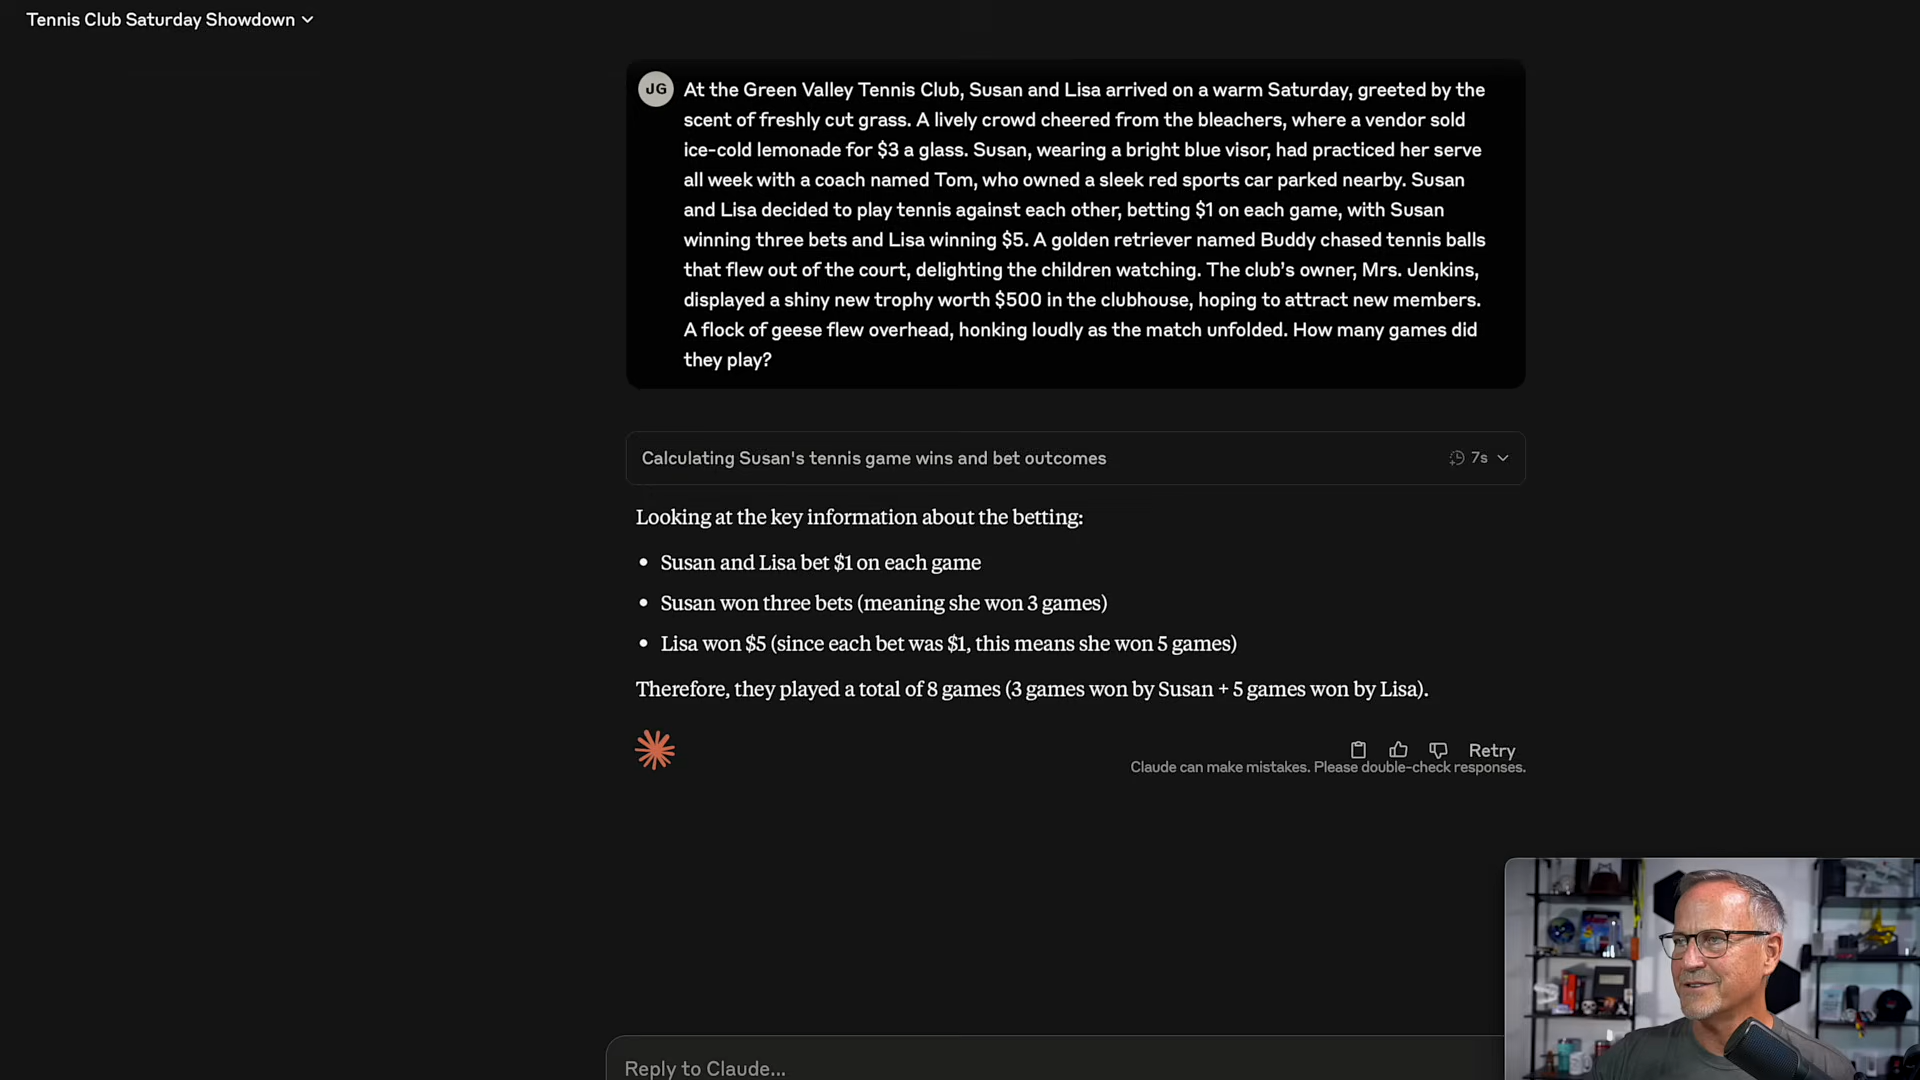 Tennis Club Saturday Showdown
JG
At the Green Valley Tennis Club, Susan and Lisa arrived on a warm Saturday, greeted by the
scent of freshly cut grass. A lively crowd cheered from the bleachers, where a vendor sold
ice-cold lemonade for $3 a glass. Susan, wearing a bright blue visor, had practiced her serve
all week with a coach named Tom, who owned a sleek red sports car parked nearby. Susan
and Lisa decided to play tennis against each other, betting $1 on each game, with Susan
winning three bets and Lisa winning $5. A golden retriever named Buddy chased tennis balls
that flew out of the court, delighting the children watching. The club’s owner, Mrs. Jenkins,
displayed a shiny new trophy worth $500 in the clubhouse, hoping to attract new members.
A flock of geese flew overhead, honking loudly as the match unfolded. How many games did
they play?
Calculating Susan's tennis game wins and bet outcomes
7s
Looking at the key information about the betting:
• Susan and Lisa bet $1 on each game
• Susan won three bets (meaning she won 3 games)
• Lisa won $5 (since each bet was $1, this means she won 5 games)
Therefore, they played a total of 8 games (3 games won by Susan + 5 games won by Lisa).
Retry
Claude can make mistakes. Please double-check responses.
Reply to Claude...